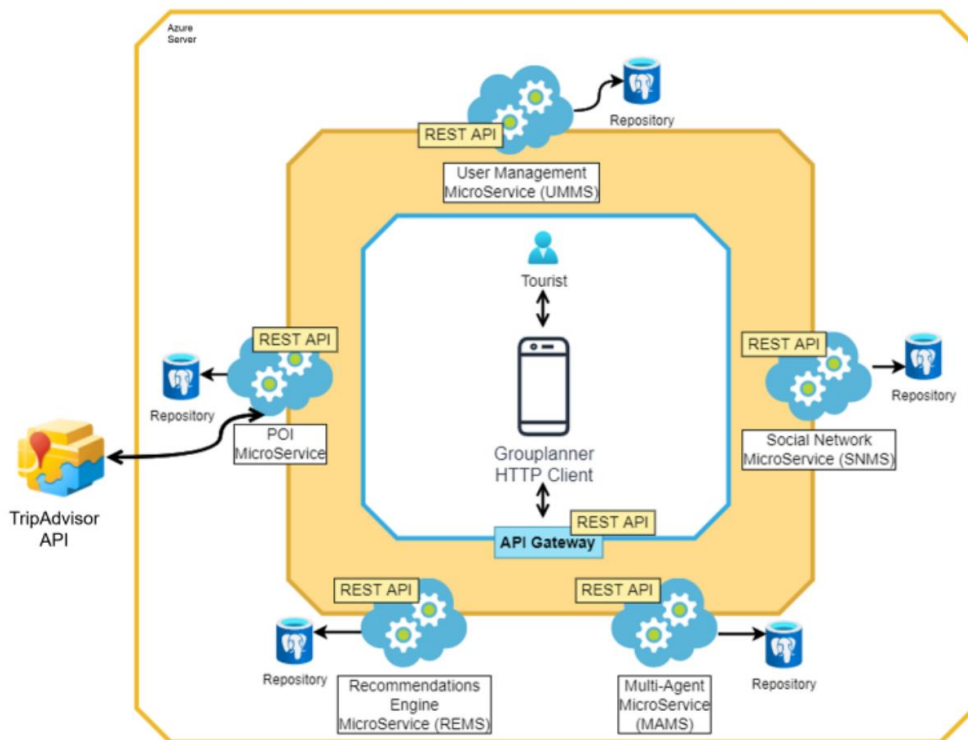 Azure
Server
REST API
Repository
User Management
MicroService (UMMS)
Tourist
REST API
Repository
POI
MicroService
TripAdvisor
API
Grouplanner
HTTP Client
REST API
API Gateway
REST API
Repository
Social Network
MicroService (SNMS)
REST API
Repository
Recommendations
Engine
MicroService (REMS)
REST API
Repository
Multi-Agent
MicroService
(MAMS)